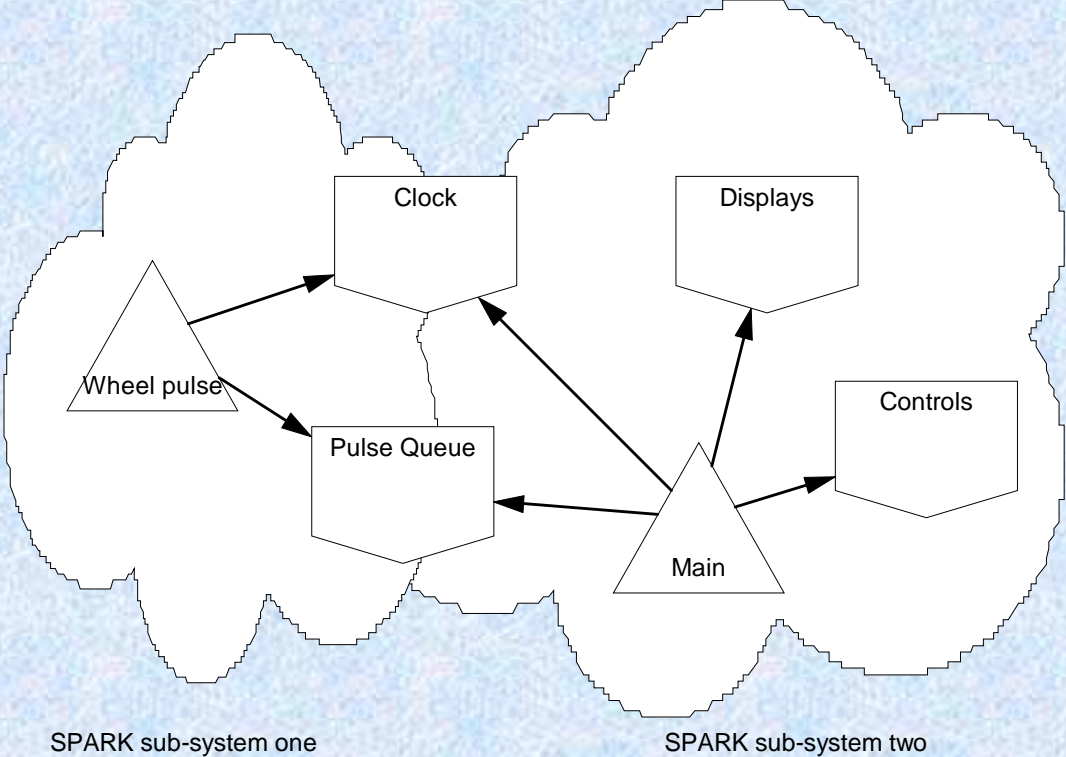 Clock
Displays
Wheel pulse
Controls
Pulse Queue
Main
SPARK sub-system one
SPARK sub-system two